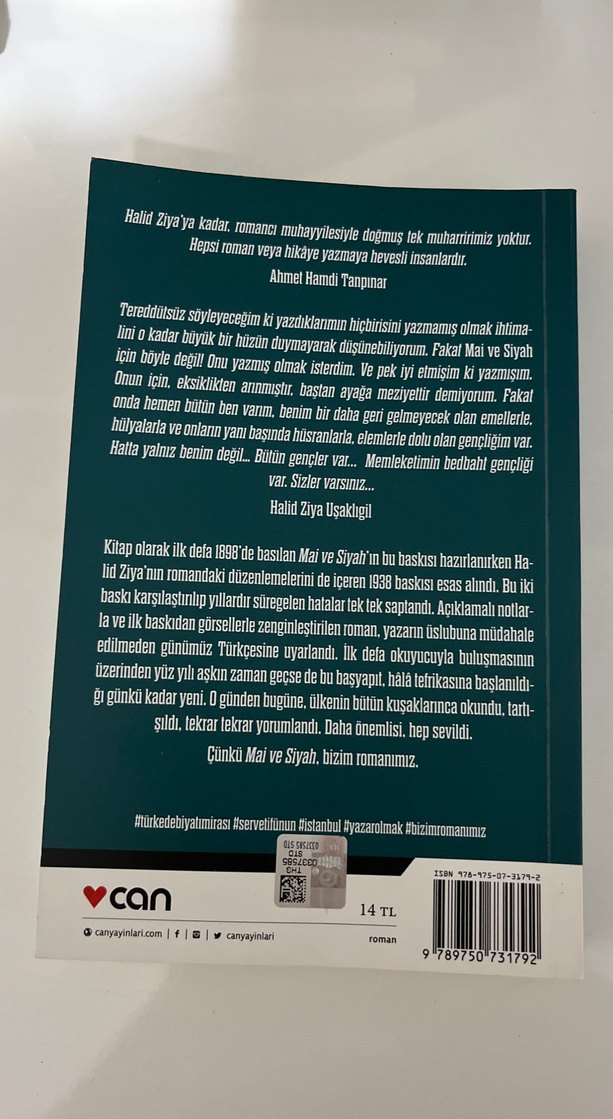 Halid Ziya'ya kadar, romancı muhayyilesiyle doğmuş tek muharririmiz yoktur.
Hepsi roman veya hikâye yazmaya hevesli insanlardır.
Ahmet Hamdi Tanpınar
Tereddütsüz söyleyeceğim ki yazdıklarımın hiçbirisini yazmamış olmak ihtima-
lini o kadar büyük bir hüzün duymayarak düşünebiliyorum. Fakat Mai ve Siyah
için böyle değil! Onu yazmış olmak isterdim. Ve pek iyi etmişim ki yazmışım.
Onun için, eksiklikten arınmıştır, baştan ayağa meziyettir demiyorum. Fakat
onda hemen bütün ben varım, benim bir daha geri gelmeyecek olan emellerle,
hülyalarla ve onların yanı başında hüsranlarla, elemlerle dolu olan gençliğim var.
Hatta yalnız benim değil... Bütün gençler var... Memleketimin bedbaht gençliği
var. Sizler varsınız...
Halid Ziya Uşaklıgil
Kitap olarak ilk defa 1898'de basılan Mai ve Siyah'ın bu baskısı hazırlanırken Ha-
lid Ziya'nın romandaki düzenlemelerini de içeren 1938 baskısı esas alındı. Bu iki
baskı karşılaştırılıp yıllardır süregelen hatalar tek tek saptandı. Açıklamalı notlar-
la ve ilk baskıdan görsellerle zenginleştirilen roman, yazarın üslubuna müdahale
edilmeden günümüz Türkçesine uyarlandı. İlk defa okuyucuyla buluşmasının
üzerinden yüz yılı aşkın zaman geçse de bu başyapıt, hâlâ tefrikasına başlanıldı-
ğı günkü kadar yeni. O günden bugüne, ülkenin bütün kuşaklarınca okundu, tartı-
şıldı, tekrar tekrar yorumlandı. Daha önemlisi, hep sevildi.
Çünkü Mai ve Siyah, bizim romanımız.
#türkedebiyatımirası #servetifünun #istanbul #yazarolmak #bizimromanımız
0337585 STD
THG
STD
0337585
ISBN 978-975-07-3179-2
can
14 TL
canyayinlari.com | f | | canyayinlari
roman
9 789750 731792